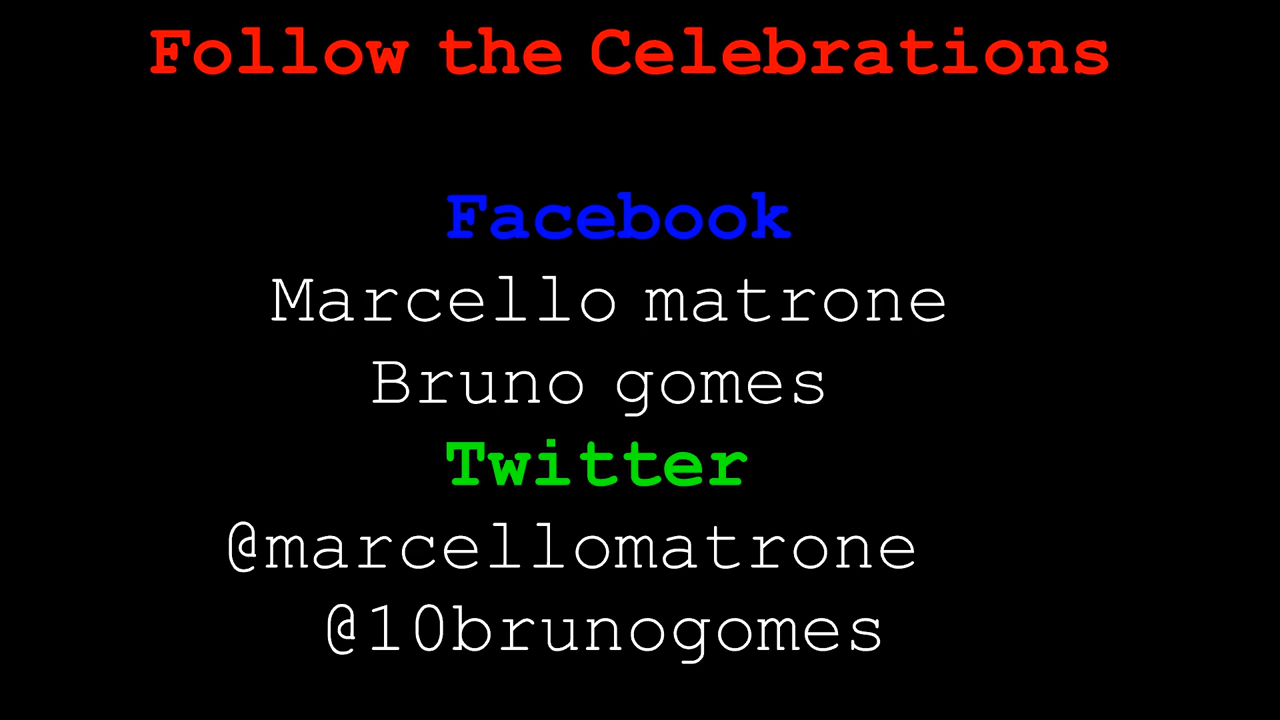 Follow the Celebrations
Facebook
Marcello matrone
Bruno gomes
Twitter
@marcellomatrone
@10brunogomes